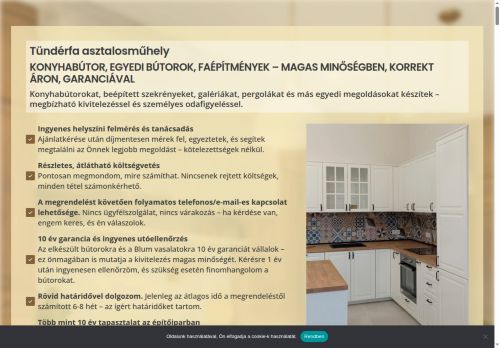 Tündérfa asztalosműhely
KONYHABÚTOR, EGYEDI BÚTOROK, FAÉPÍTMÉNYEK – MAGAS MINŐSÉGBEN, KORREKT
ÁRON, GARANCIÁVAL
Konyhabútorokat, beépített szekrényeket, galériákat, pergolákat és más egyedi megoldásokat készítek –
megbízható kivitelezéssel és személyes odafigyeléssel.
Ingyenes helyszíni felmérés és tanácsadás
Ajánlatkérése után díjmentesen mérek fel, egyeztetek, és segítek
megtalálni az Önnek legjobb megoldást – kötelezettségek nélkül.
Részletes, átlátható költségvetés
Pontosan megmondom, mire számíthat. Nincsenek rejtett költségek,
minden tétel számonkérhető.
A megrendelést követően folyamatos telefonos/e-mail-es kapcsolat
lehetősége. Nincs ügyfélszolgálat, nincs várakozás – ha kérdése van,
engem keres, és én válaszolok.
10 év garancia és ingyenes utóellenőrzés
Az elkészült bútorokra és a Blum vasalatokra 10 év garanciát vállalok –
ez önmagában is mutatja a kivitelezés magas minőségét. Kérésre 1 év
után ingyenesen ellenőrzöm, és szükség esetén finomhangolom a
bútorokat.
Rövid határidővel dolgozom. Jelenleg az átlagos idő a megrendeléstől
számított 6-8 hét – az ígért határidőket tartom.
Több mint 10 év tapasztalat az építőiparban
Oldalunk használatával, Ön elfogadja a cookie-k használatát.
Rendben